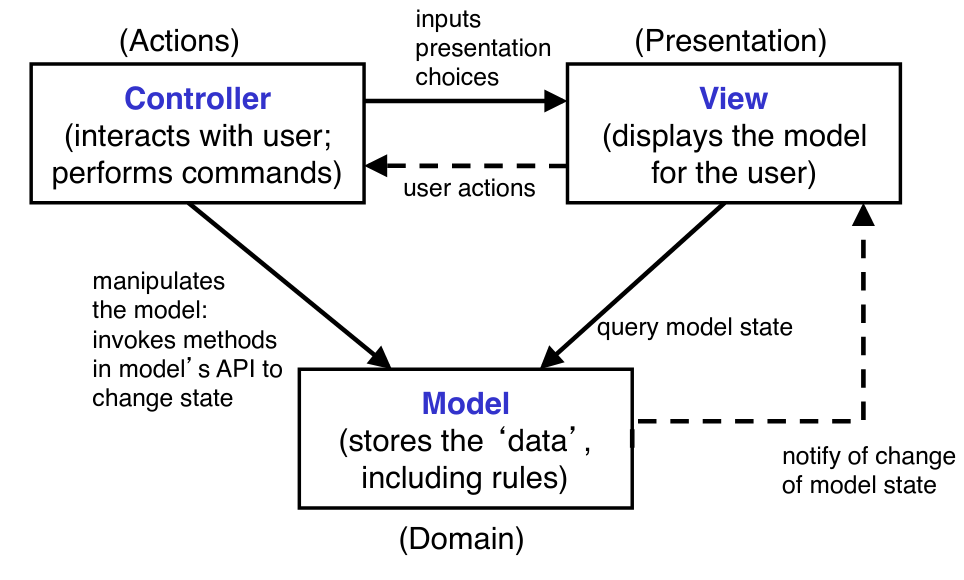 (Actions)
inputs
presentation
choices
(Presentation)
Controller
(interacts with user;
performs commands)
View
(displays the model
for the user)
user actions
manipulates
the model:
invokes methods
in model’s API to
change state
query model state
Model
(stores the ‘data’,
including rules)
notify of change
of model state
(Domain)